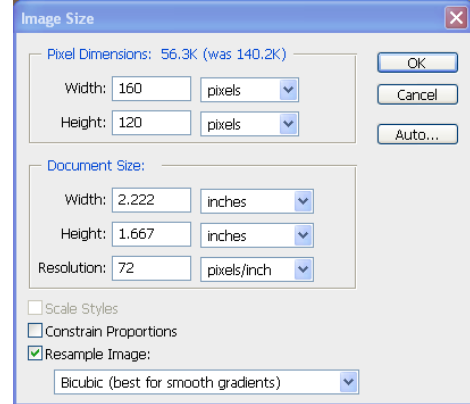 Image Size
Pixel Dimensions: 56.3K (was 140.2K)
Width: 160 pixels
Height: 120 pixels
OK
Cancel
Auto...
Document Size:
Width: 2.222 inches
Height: 1.667 inches
Resolution: 72 pixels/inch
Scale Styles
Constrain Proportions
Resample Image:
Bicubic (best for smooth gradients)